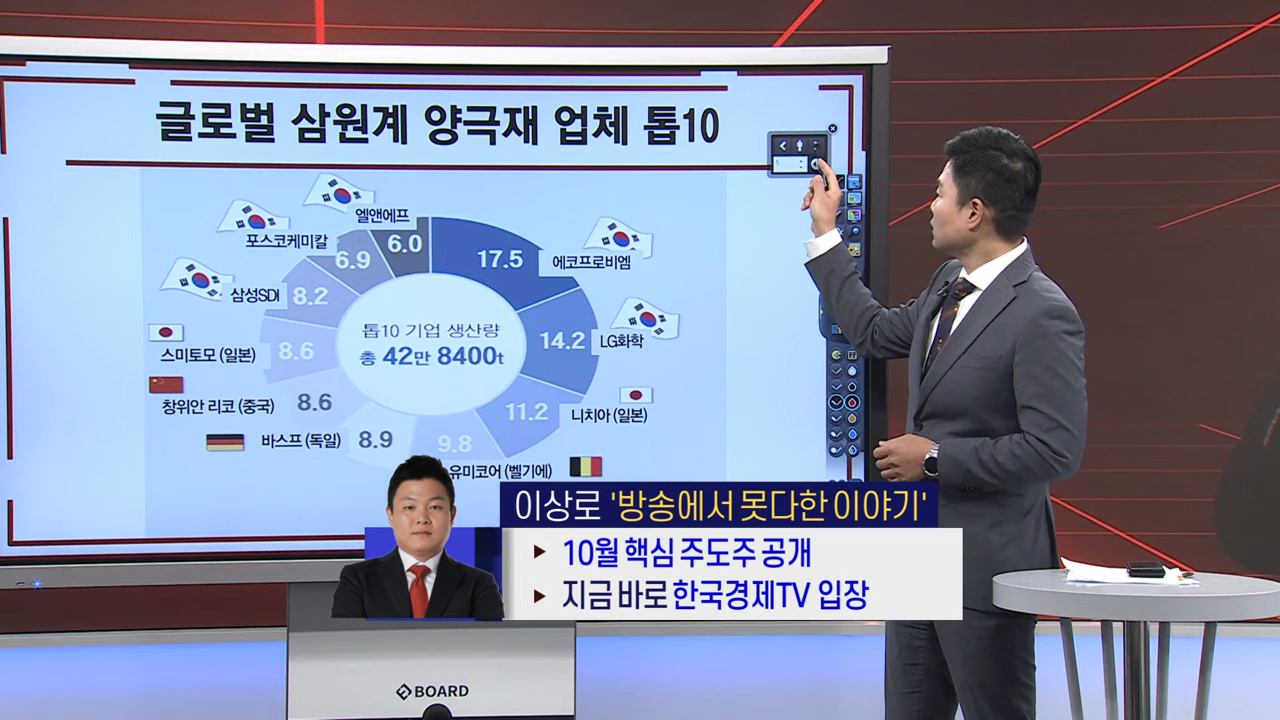 글로벌 삼원계 양극재 업체 톱10
엘앤에프
포스코케미칼
6.0
17.5
에코프로비엠
6.9
삼성SDI
8.2
톱10 기업 생산량
총 42만 8400t
14.2
LG화학
스미토모 (일본)
8.6
창위안 리코 (중국)
8.6
11.2
니치아 (일본)
바스프 (독일)
8.9
9.8
유미코어 (벨기에)
이상로 '방송에서 못다한 이야기'
10월 핵심 주도주 공개
지금 바로 한국경제TV 입장
BOARD